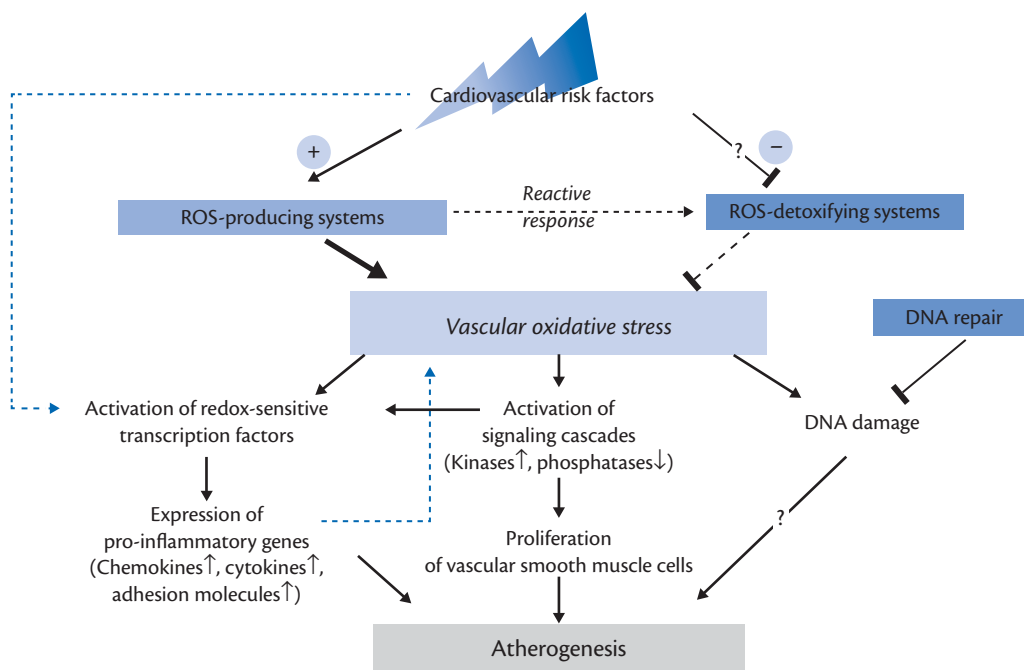 Cardiovascular risk factors
+
?
−
ROS-producing systems
Reactive
response
ROS-detoxifying systems
Vascular oxidative stress
DNA repair
Activation of redox-sensitive
transcription factors
Activation of
signaling cascades
(Kinases↑, phosphatases↓)
DNA damage
Expression of
pro-inflammatory genes
(Chemokines↑, cytokines↑,
adhesion molecules↑)
Proliferation
of vascular smooth muscle cells
?
Atherogenesis